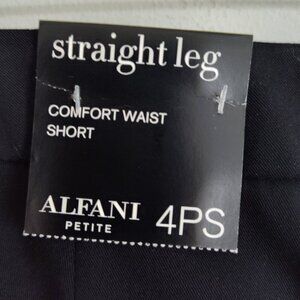 straight leg
COMFORT WAIST
SHORT
ALFANI 4PS
PETITE